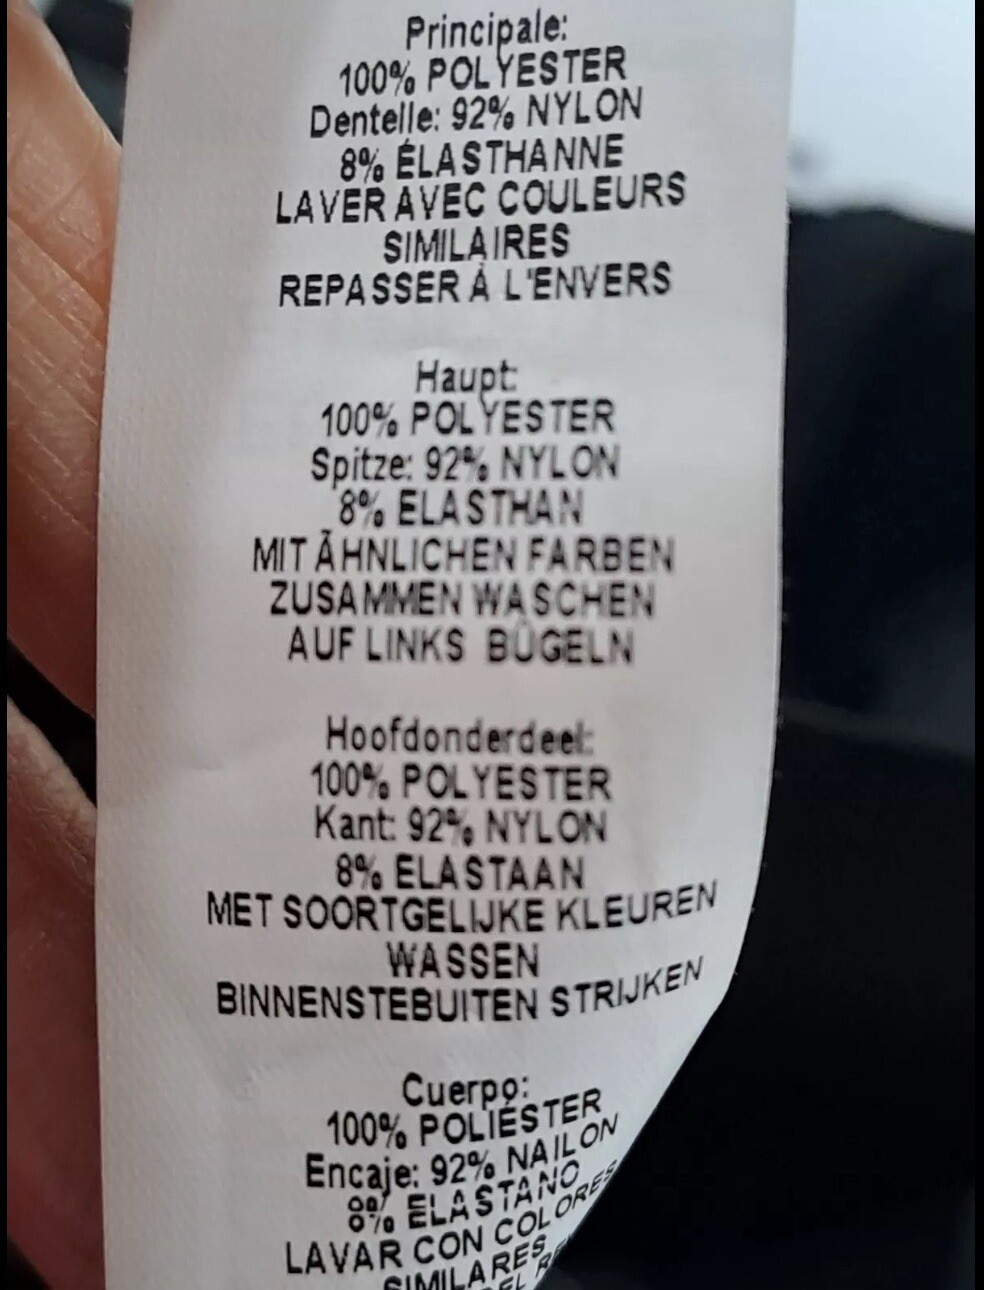 Principale:
100% POLYESTER
Dentelle: 92% NYLON
8% ÉLASTHANNE
LAVER AVEC COULEURS
SIMILAIRES
REPASSER À L'ENVERS
Haupt:
100% POLYESTER
Spitze: 92% NYLON
8% ELASTHAN
MIT ÄHNLICHEN FARBEN
ZUSAMMEN WASCHEN
AUF LINKS BÜGELN
Hoofdonderdeel:
100% POLYESTER
Kant: 92% NYLON
8% ELASTAAN
MET SOORTGELIJKE KLEUREN
WASSEN
BINNENSTEBUITEN STRIJKEN
Cuerpo:
100% POLIÉSTER
Encaje: 92% NAILON
8% ELASTANO
LAVAR CON COLORES
SIMILARES